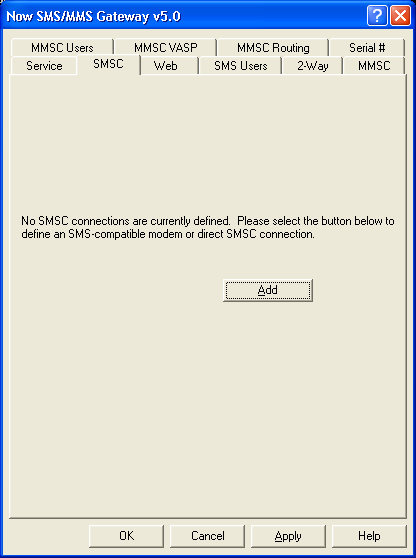 Now SMS/MMS Gateway v5.0
MMSC Users MMSC VASP MMSC Routing Serial #
Service SMSC Web SMS Users 2-Way MMSC
No SMSC connections are currently defined. Please select the button below to
define an SMS-compatible modem or direct SMSC connection.
Add
OK Cancel Apply Help